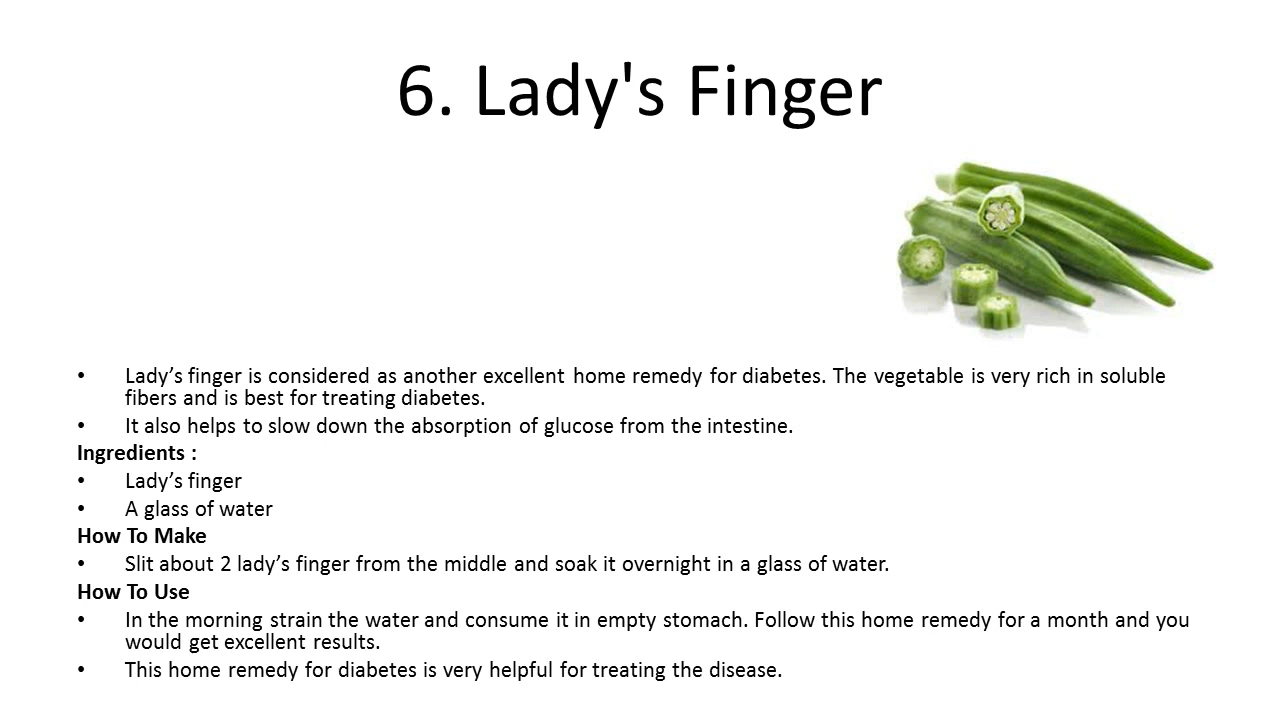 6. Lady's Finger
• Lady’s finger is considered as another excellent home remedy for diabetes. The vegetable is very rich in soluble
fibers and is best for treating diabetes.
• It also helps to slow down the absorption of glucose from the intestine.
Ingredients :
• Lady’s finger
• A glass of water
How To Make
• Slit about 2 lady’s finger from the middle and soak it overnight in a glass of water.
How To Use
• In the morning strain the water and consume it in empty stomach. Follow this home remedy for a month and you
would get excellent results.
• This home remedy for diabetes is very helpful for treating the disease.